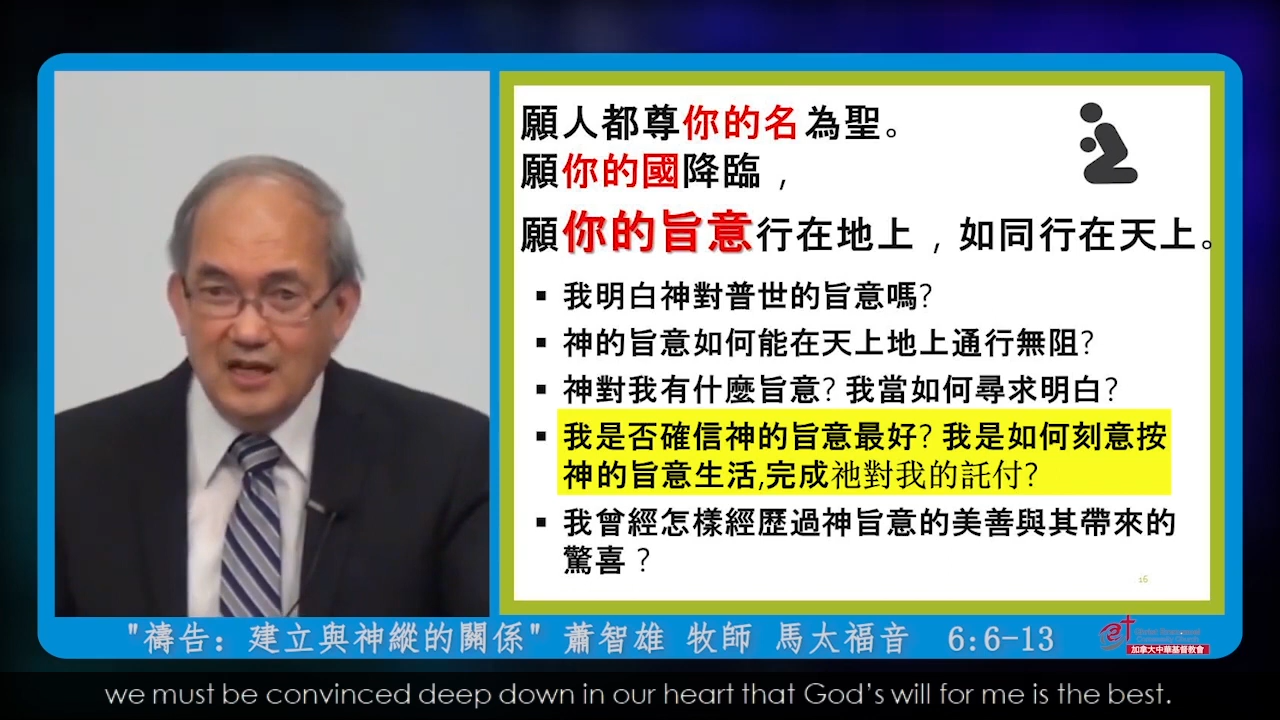 願人都尊你的名為聖。
願你的國降臨，
願你的旨意行在地上，如同行在天上。
▪ 我明白神對普世的旨意嗎?
▪ 神的旨意如何能在天上地上通行無阻?
▪ 神對我有什麼旨意? 我當如何尋求明白?
▪ 我是否確信神的旨意最好? 我是如何刻意按
神的旨意生活,完成祂對我的託付?
▪ 我曾經怎樣經歷過神旨意的美善與其帶來的
驚喜？
16
"禱告: 建立與神縱的關係" 蕭智雄 牧師 馬太福音 6:6-13
加拿大中華基督教會
we must be convinced deep down in our heart that God's will for me is the best.